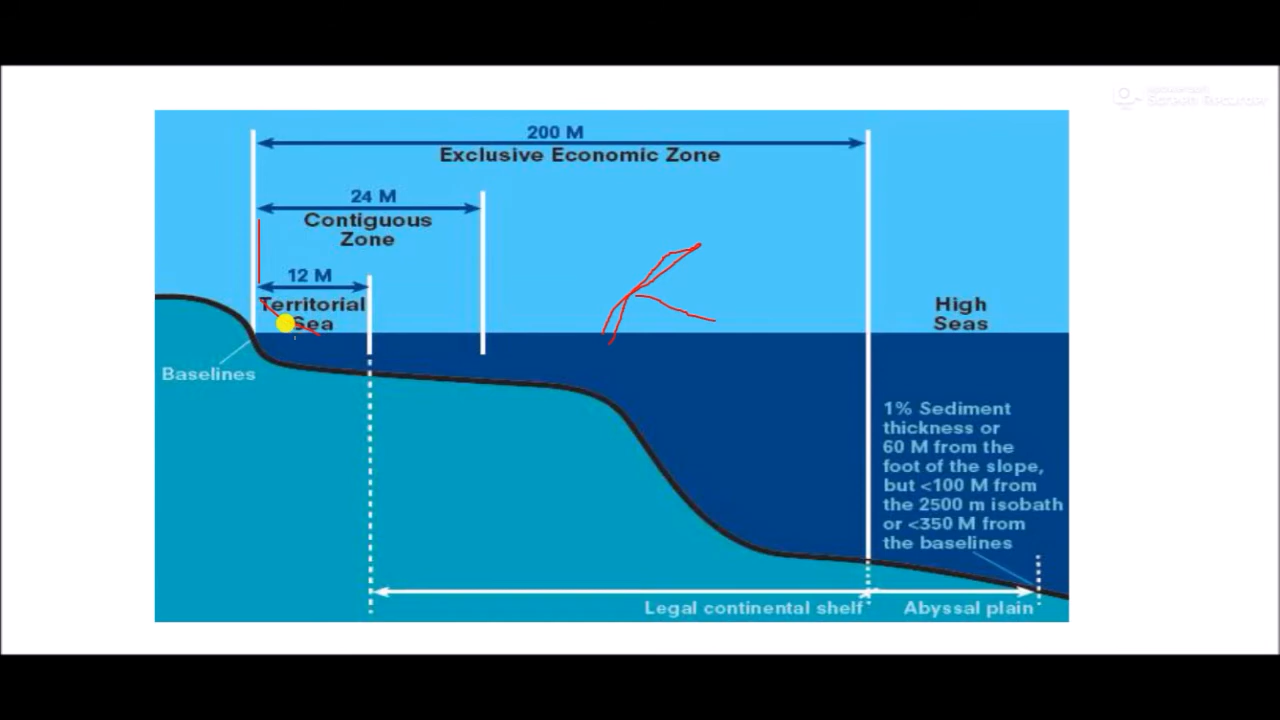 200 M
Exclusive Economic Zone
24 M
Contiguous
Zone
12 M
Territorial
Sea
High
Seas
Baselines
1% Sediment
thickness or
60 M from the
foot of the slope,
but <100 M from
the 2500 m isobath
or <350 M from
the baselines
Legal continental shelf
Abyssal plain
Screen Recorder